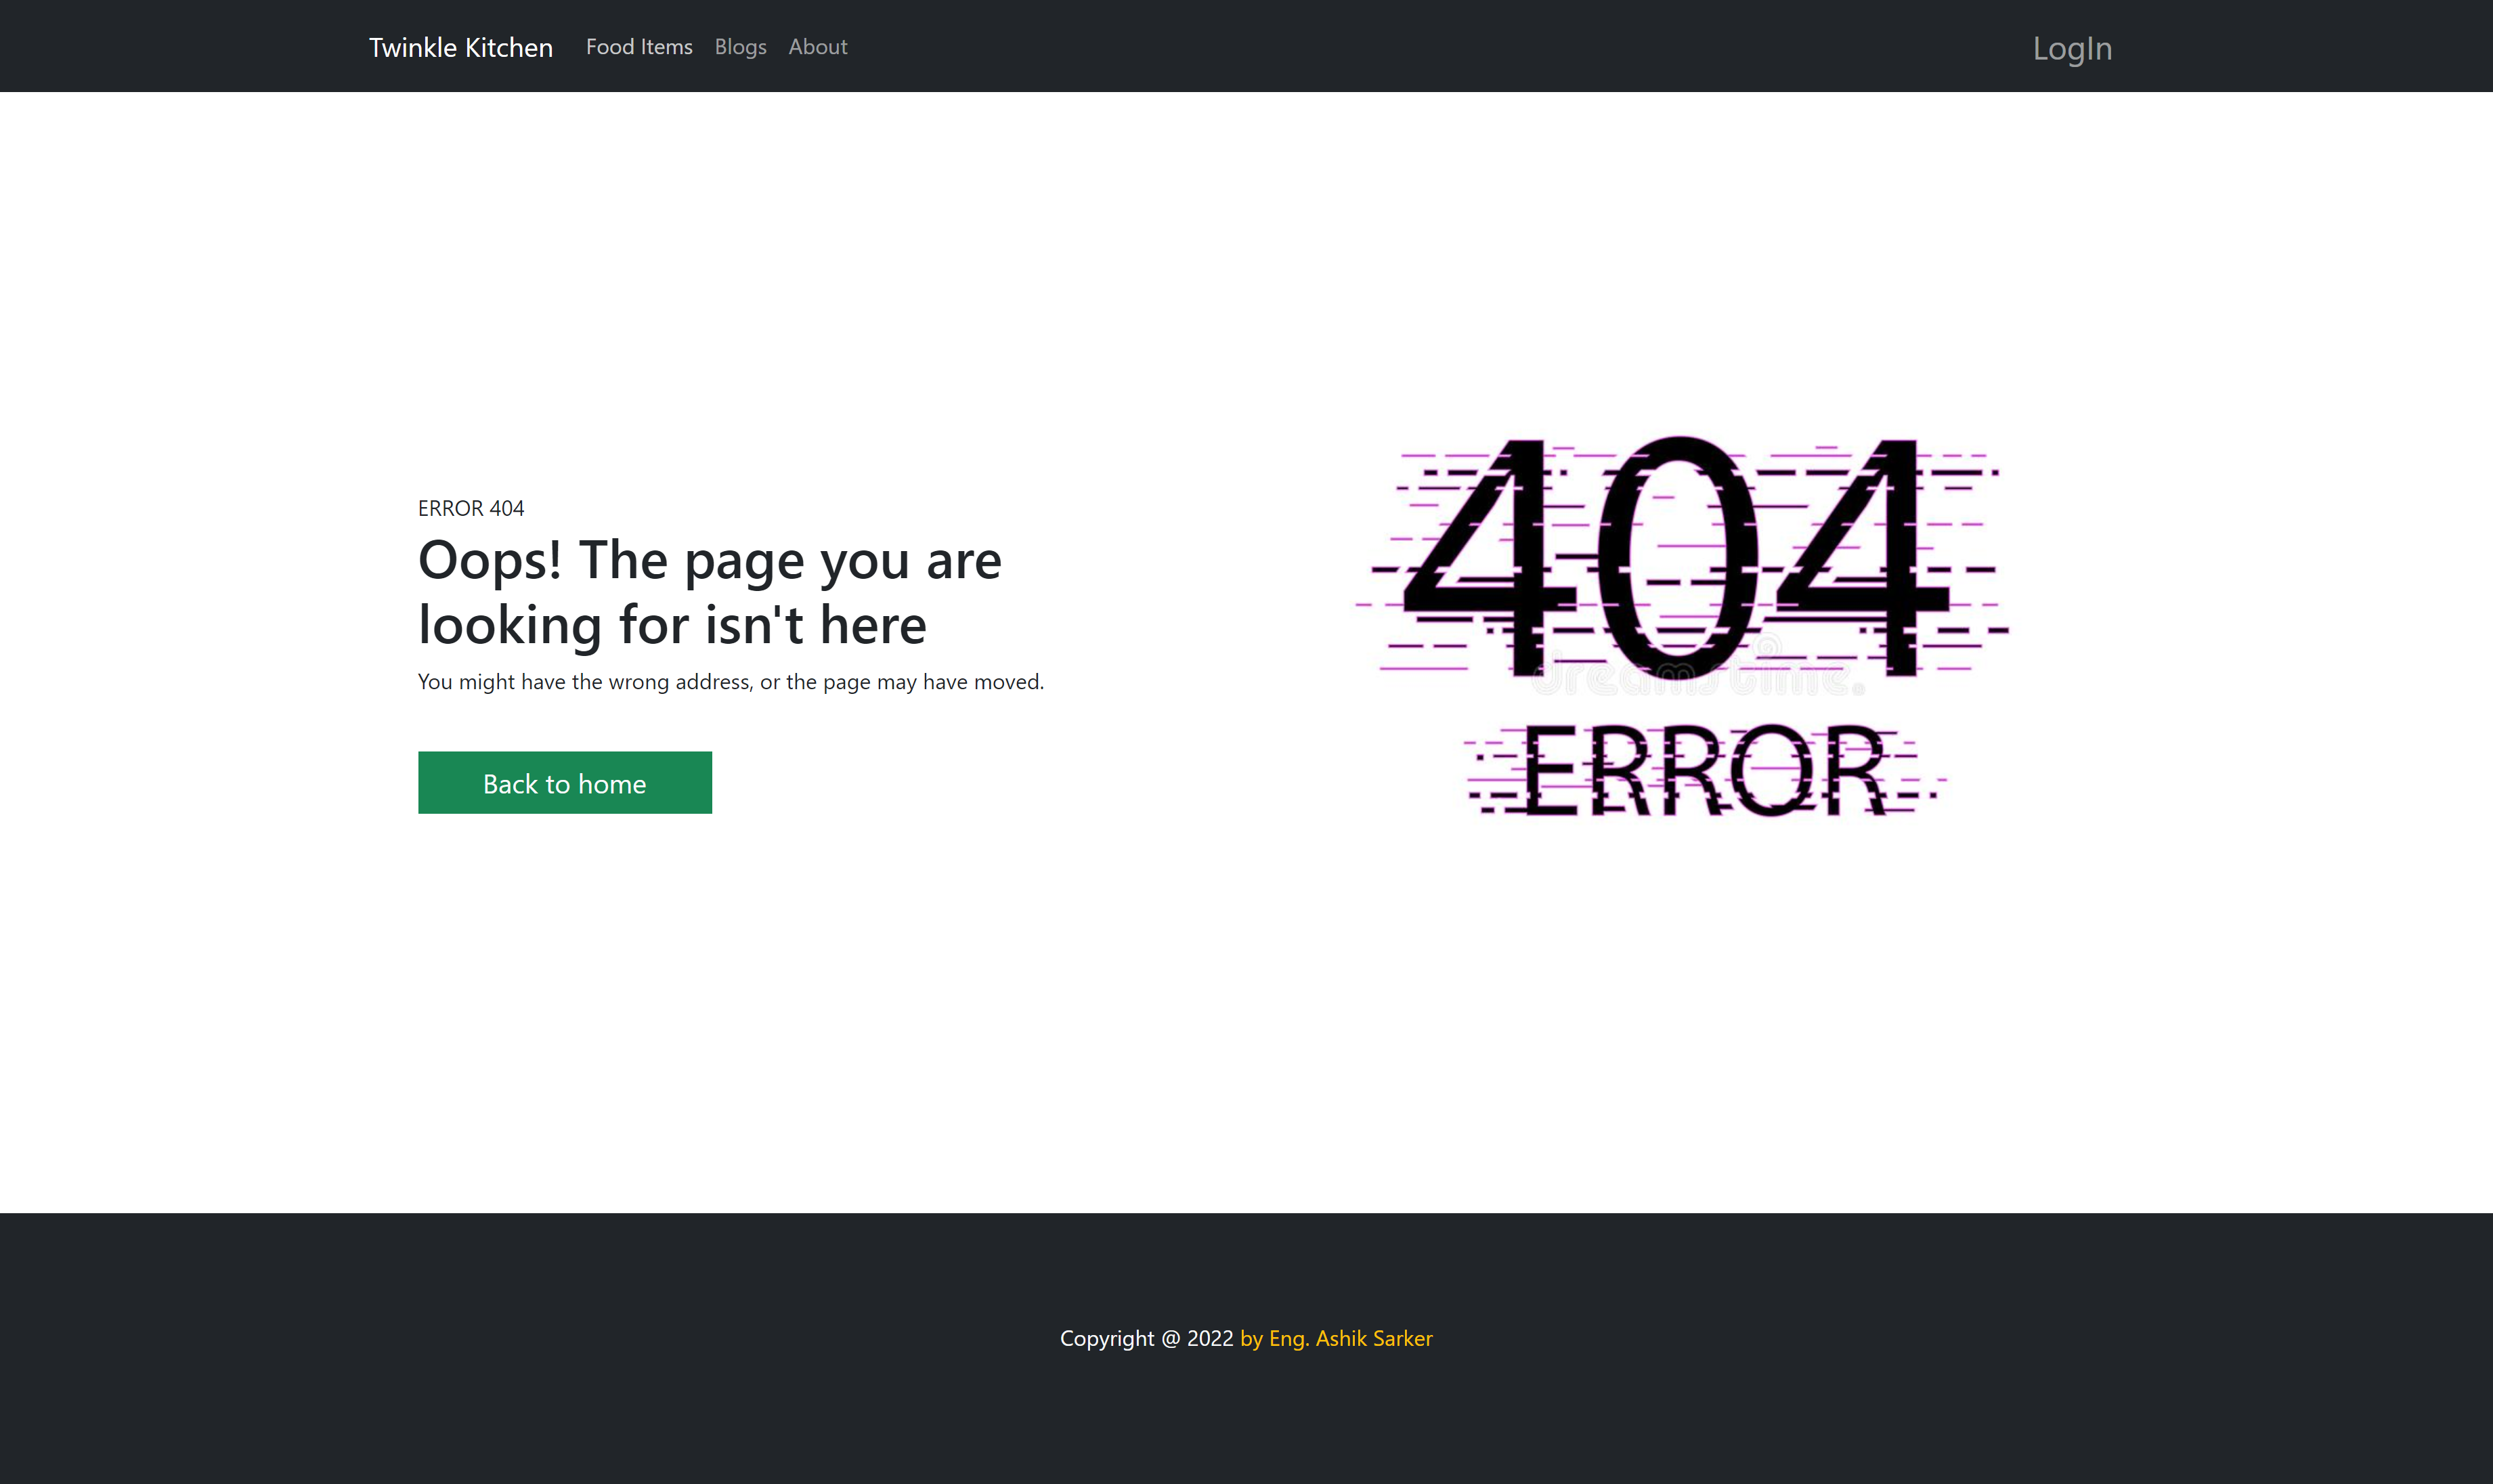 Twinkle Kitchen Food Items Blogs About LogIn
ERROR 404
Oops! The page you are
looking for isn't here
You might have the wrong address, or the page may have moved.
Back to home
404
dreamstime.
ERROR
Copyright @ 2022 by Eng. Ashik Sarker